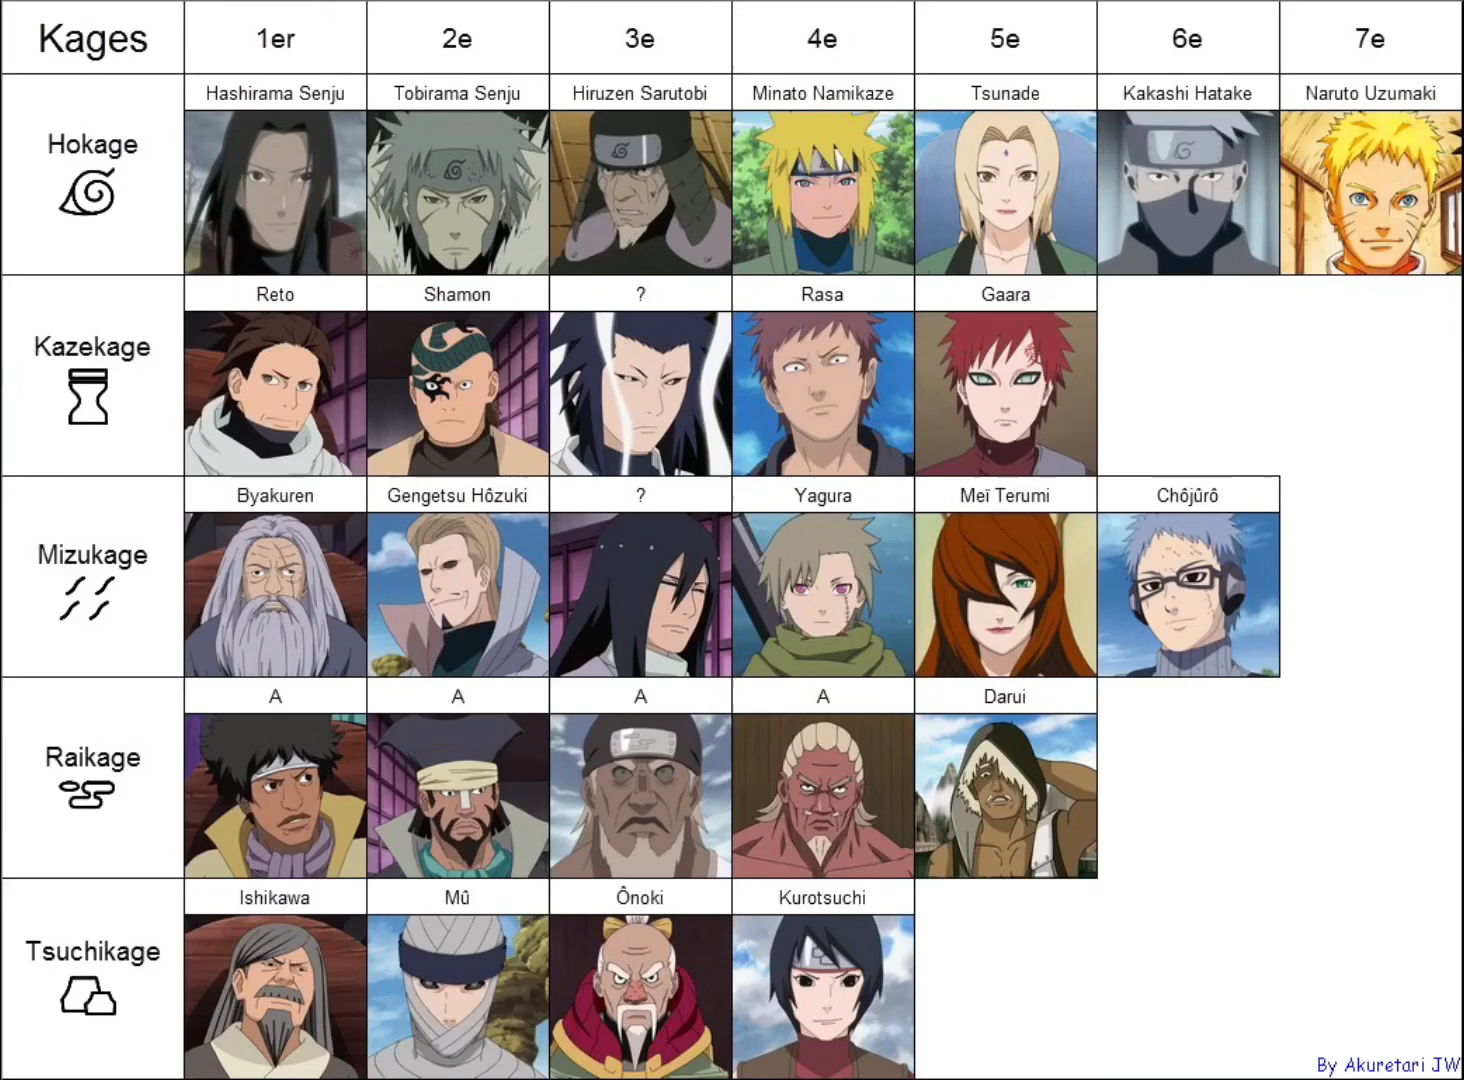 Kages 1er 2e 3e 4e 5e 6e 7e
Hashirama Senju Tobirama Senju Hiruzen Sarutobi Minato Namikaze Tsunade Kakashi Hatake Naruto Uzumaki
Hokage
Reto Shamon ? Rasa Gaara
Kazekage
Byakuren Gengetsu Hôzuki ? Yagura Meï Terumi Chôjûrô
Mizukage
A A A A Darui
Raikage
Ishikawa Mû Ônoki Kurotsuchi
Tsuchikage
By Akuretari JW